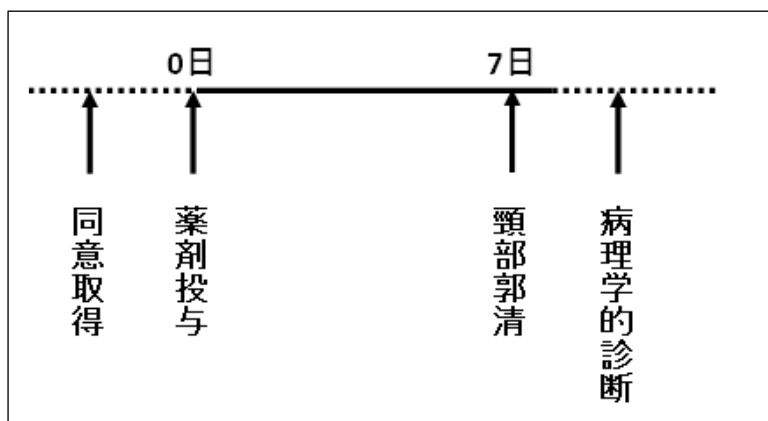 0日
7日
同意取得
薬剤投与
頸部郭清
病理学的診断